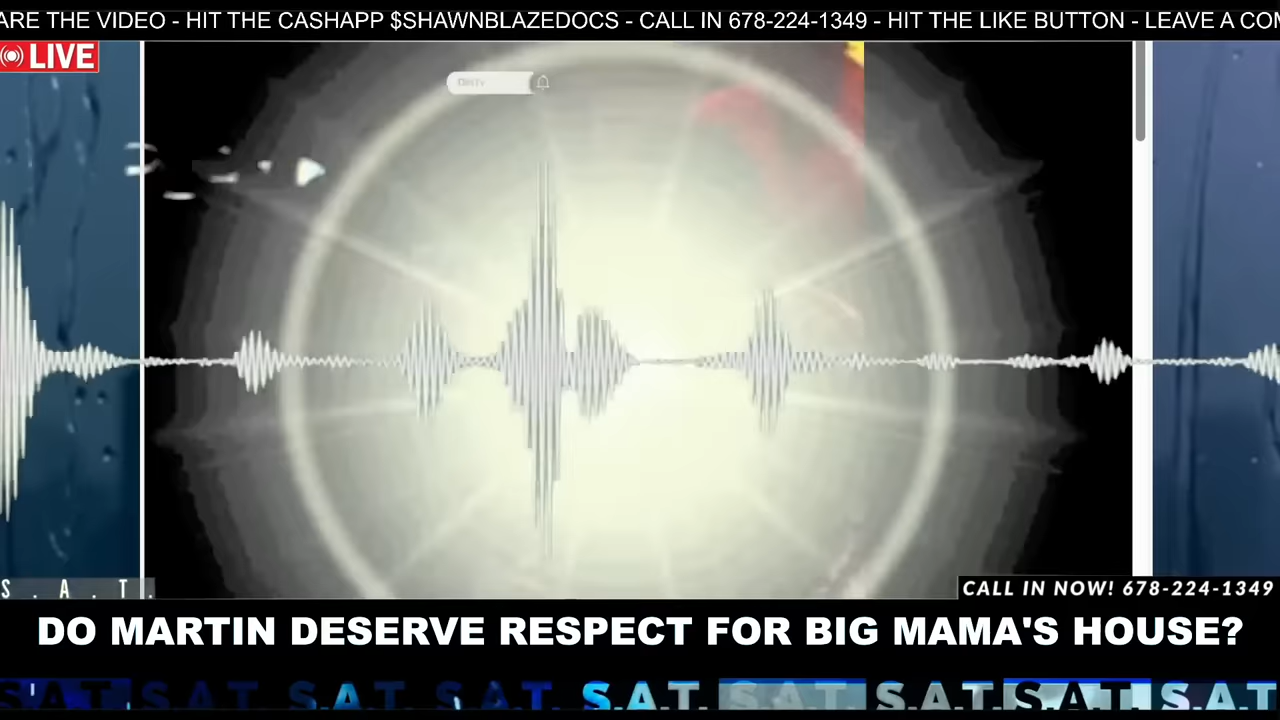 ARE THE VIDEO - HIT THE CASHAPP $SHAWNBLAZEDOCS - CALL IN 678-224-1349 - HIT THE LIKE BUTTON - LEAVE A COM
LIVE
S . A . T .
CALL IN NOW! 678-224-1349
DO MARTIN DESERVE RESPECT FOR BIG MAMA'S HOUSE?
S.A.T. S.A.T. S.A.T. S.A.T. S.A.T. S.A.T. S.A.T. S.A.T. S.A.T